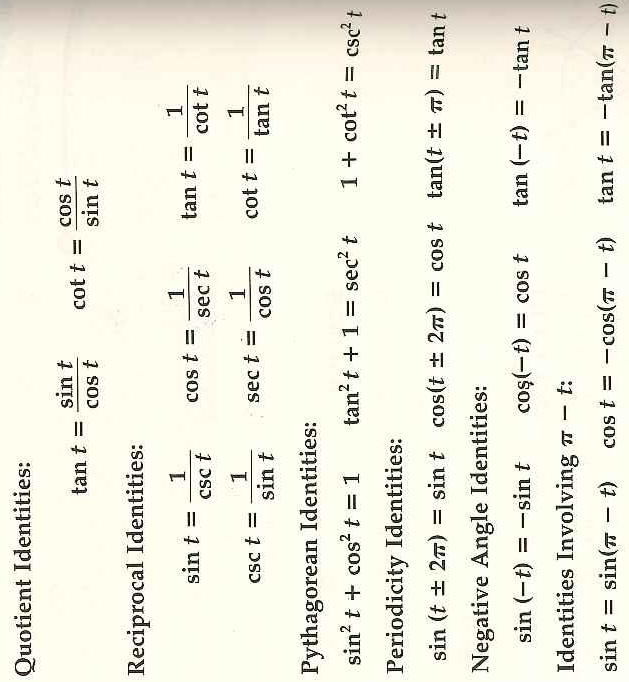 Quotient Identities:
tan t = sin t / cos t    cot t = cos t / sin t
Reciprocal Identities:
sin t = 1 / csc t    cos t = 1 / sec t    tan t = 1 / cot t
csc t = 1 / sin t    sec t = 1 / cos t    cot t = 1 / tan t
Pythagorean Identities:
sin² t + cos² t = 1    tan² t + 1 = sec² t    1 + cot² t = csc² t
Periodicity Identities:
sin (t ± 2π) = sin t    cos(t ± 2π) = cos t    tan(t ± π) = tan t
Negative Angle Identities:
sin (−t) = −sin t    cos(−t) = cos t    tan (−t) = −tan t
Identities Involving π − t:
sin t = sin(π − t)    cos t = −cos(π − t)    tan t = −tan(π − t)